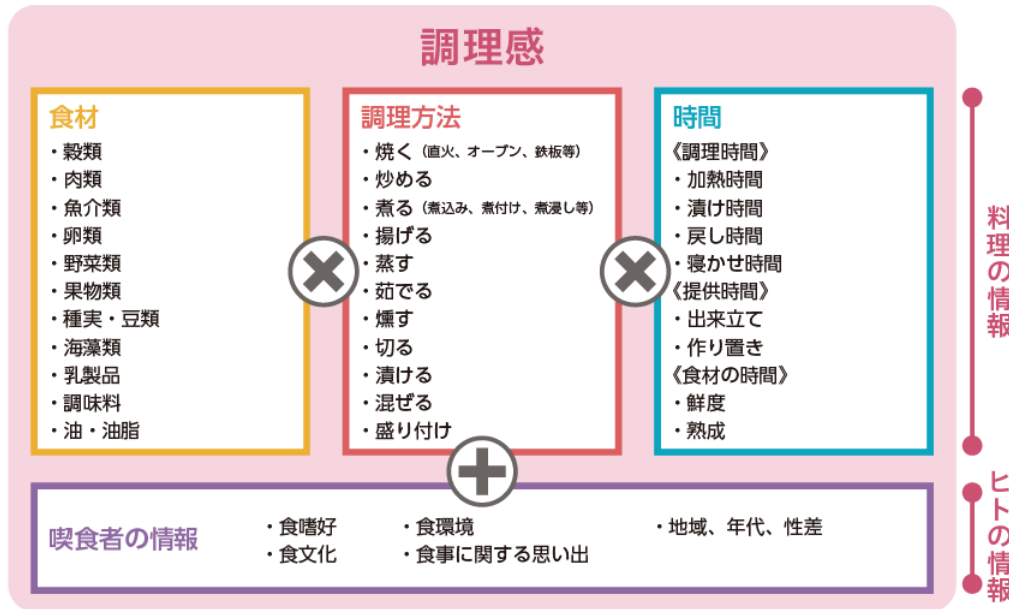 調理感
食材
・穀類
・肉類
・魚介類
・卵類
・野菜類
・果物類
・種実・豆類
・海藻類
・乳製品
・調味料
・油・油脂
調理方法
・焼く（直火、オーブン、鉄板等）
・炒める
・煮る（煮込み、煮付け、煮浸し等）
・揚げる
・蒸す
・茹でる
・燻す
・切る
・漬ける
・混ぜる
・盛り付け
時間
《調理時間》
・加熱時間
・漬け時間
・戻し時間
・寝かせ時間
《提供時間》
・出来立て
・作り置き
《食材の時間》
・鮮度
・熟成
料理の情報
喫食者の情報
・食嗜好
・食文化
・食環境
・食事に関する思い出
・地域、年代、性差
ヒトの情報